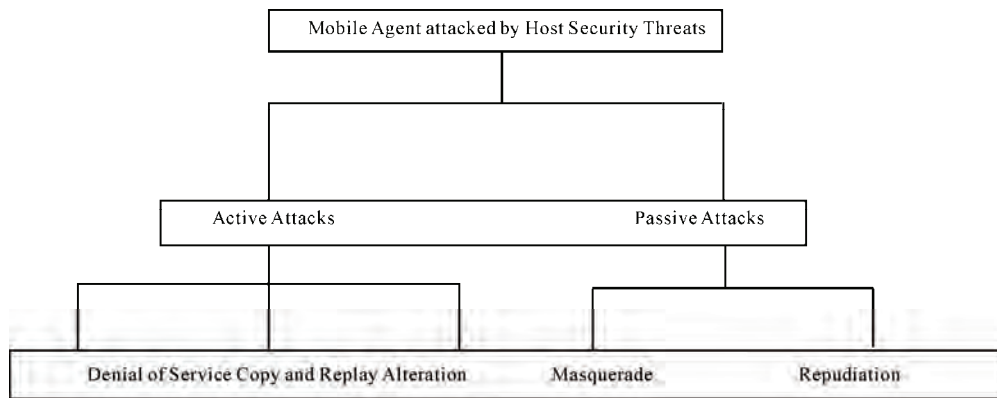 Mobile Agent attacked by Host Security Threats
Active Attacks Passive Attacks
Denial of Service Copy and Replay Alteration Masquerade Repudiation